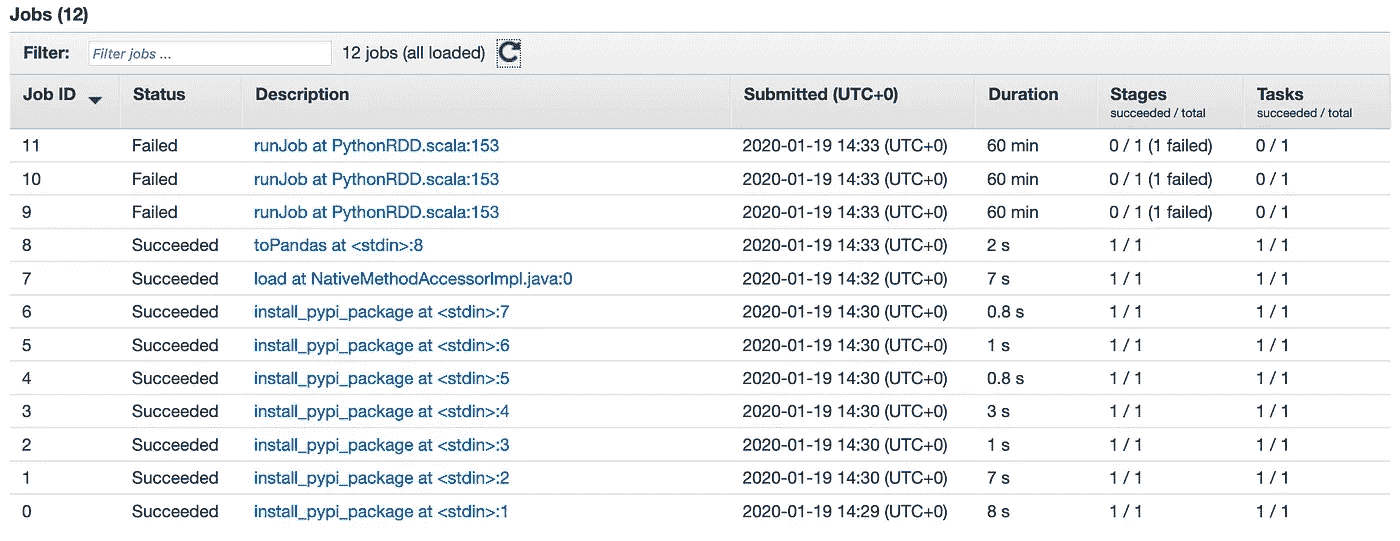 Jobs (12)
Filter: Filter jobs ... 12 jobs (all loaded)
Job ID Status Description Submitted (UTC+0) Duration Stages Tasks
succeeded / total succeeded / total
11 Failed runJob at PythonRDD.scala:153 2020-01-19 14:33 (UTC+0) 60 min 0 / 1 (1 failed) 0 / 1
10 Failed runJob at PythonRDD.scala:153 2020-01-19 14:33 (UTC+0) 60 min 0 / 1 (1 failed) 0 / 1
9 Failed runJob at PythonRDD.scala:153 2020-01-19 14:33 (UTC+0) 60 min 0 / 1 (1 failed) 0 / 1
8 Succeeded toPandas at <stdin>:8 2020-01-19 14:33 (UTC+0) 2 s 1 / 1 1 / 1
7 Succeeded load at NativeMethodAccessorImpl.java:0 2020-01-19 14:32 (UTC+0) 7 s 1 / 1 1 / 1
6 Succeeded install_pypi_package at <stdin>:7 2020-01-19 14:30 (UTC+0) 0.8 s 1 / 1 1 / 1
5 Succeeded install_pypi_package at <stdin>:6 2020-01-19 14:30 (UTC+0) 1 s 1 / 1 1 / 1
4 Succeeded install_pypi_package at <stdin>:5 2020-01-19 14:30 (UTC+0) 0.8 s 1 / 1 1 / 1
3 Succeeded install_pypi_package at <stdin>:4 2020-01-19 14:30 (UTC+0) 3 s 1 / 1 1 / 1
2 Succeeded install_pypi_package at <stdin>:3 2020-01-19 14:30 (UTC+0) 1 s 1 / 1 1 / 1
1 Succeeded install_pypi_package at <stdin>:2 2020-01-19 14:30 (UTC+0) 7 s 1 / 1 1 / 1
0 Succeeded install_pypi_package at <stdin>:1 2020-01-19 14:29 (UTC+0) 8 s 1 / 1 1 / 1